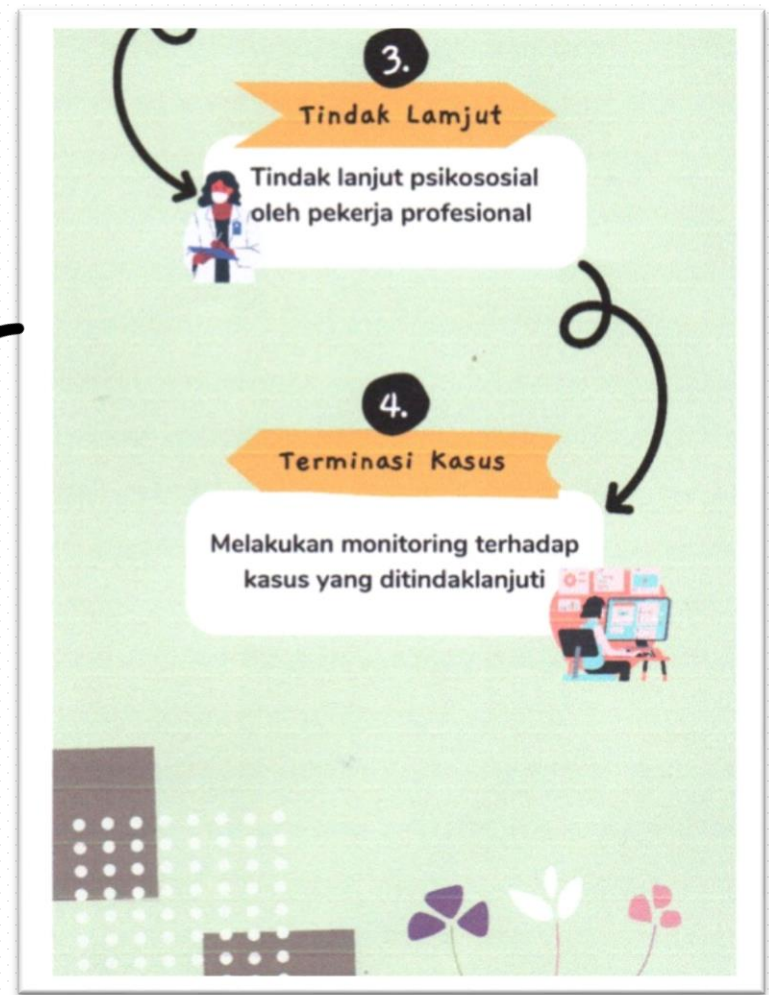 3.
Tindak Lamjut
Tindak lanjut psikososial
oleh pekerja profesional
4.
Terminasi Kasus
Melakukan monitoring terhadap
kasus yang ditindaklanjuti